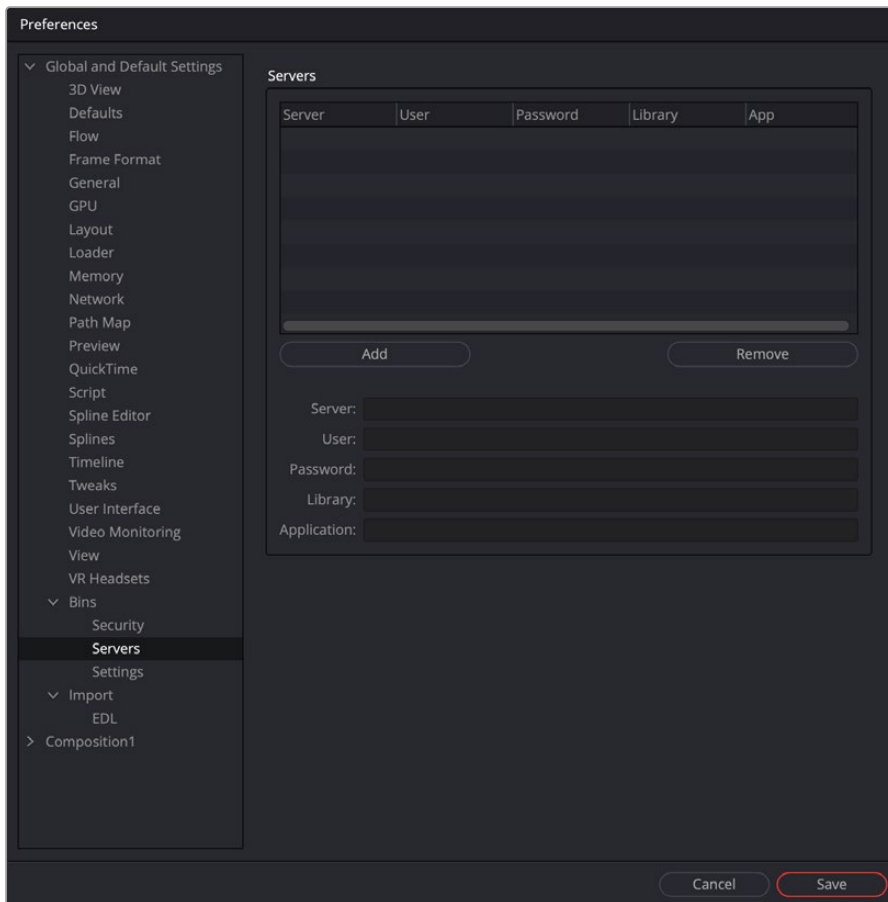 Preferences
Global and Default Settings
3D View
Defaults
Flow
Frame Format
General
GPU
Layout
Loader
Memory
Network
Path Map
Preview
QuickTime
Script
Spline Editor
Splines
Timeline
Tweaks
User Interface
Video Monitoring
View
VR Headsets
Bins
Security
Servers
Settings
Import
EDL
Composition1
Servers
Server User Password Library App
Add Remove
Server:
User:
Password:
Library:
Application:
Cancel Save